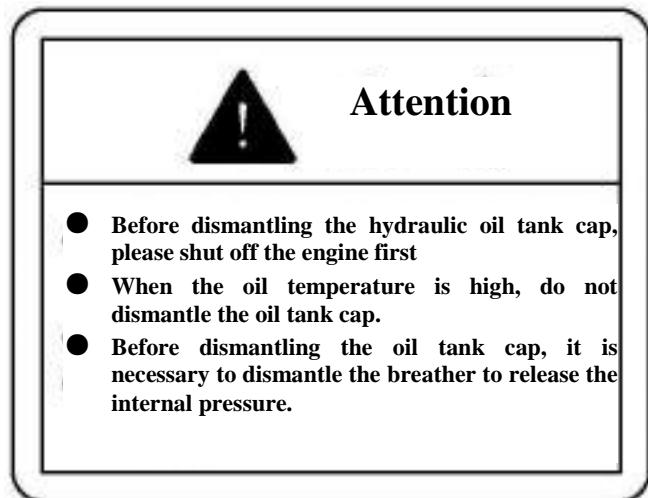 Attention
● Before dismantling the hydraulic oil tank cap,
please shut off the engine first
● When the oil temperature is high, do not
dismantle the oil tank cap.
● Before dismantling the oil tank cap, it is
necessary to dismantle the breather to release the
internal pressure.